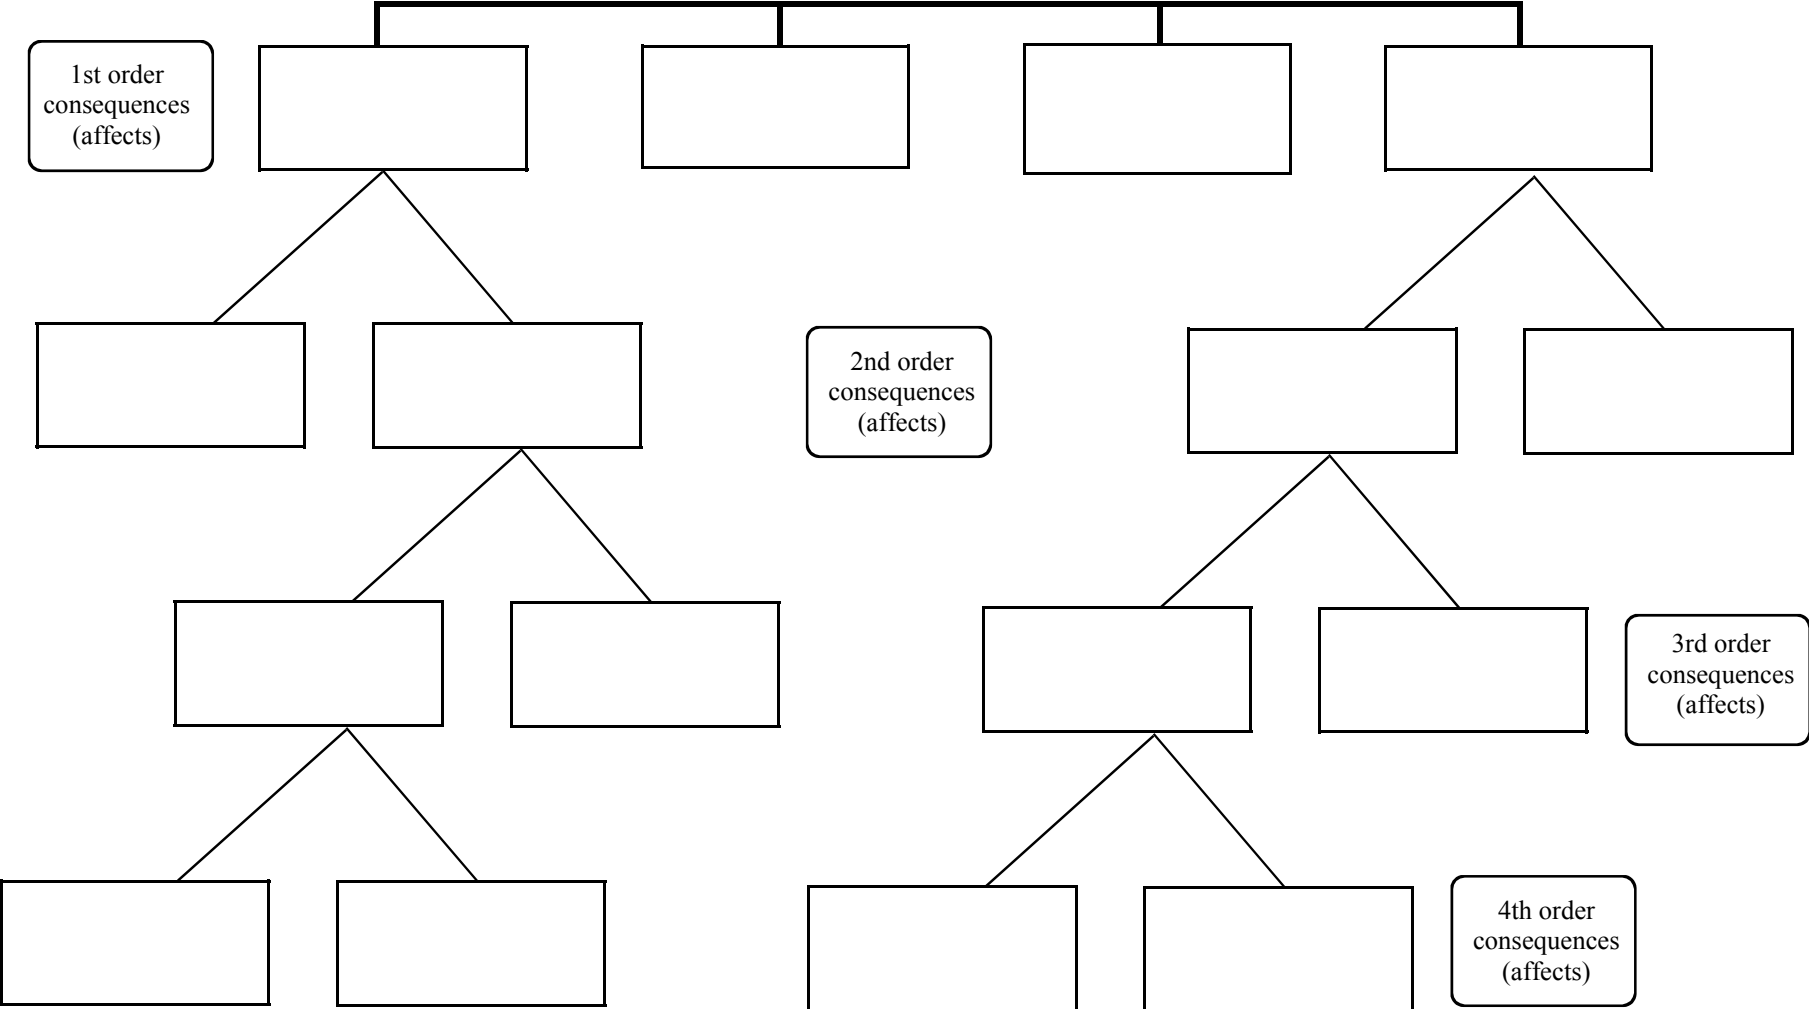 1st order
consequences
(affects)
2nd order
consequences
(affects)
3rd order
consequences
(affects)
4th order
consequences
(affects)